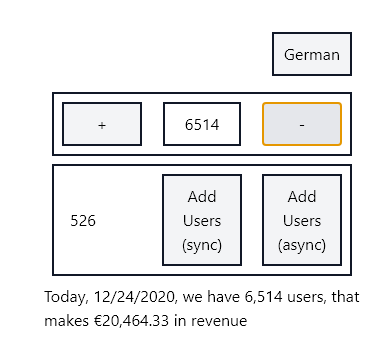 German
+ 6514 -
Add Add
526 Users Users
(sync) (async)
Today, 12/24/2020, we have 6,514 users, that
makes €20,464.33 in revenue